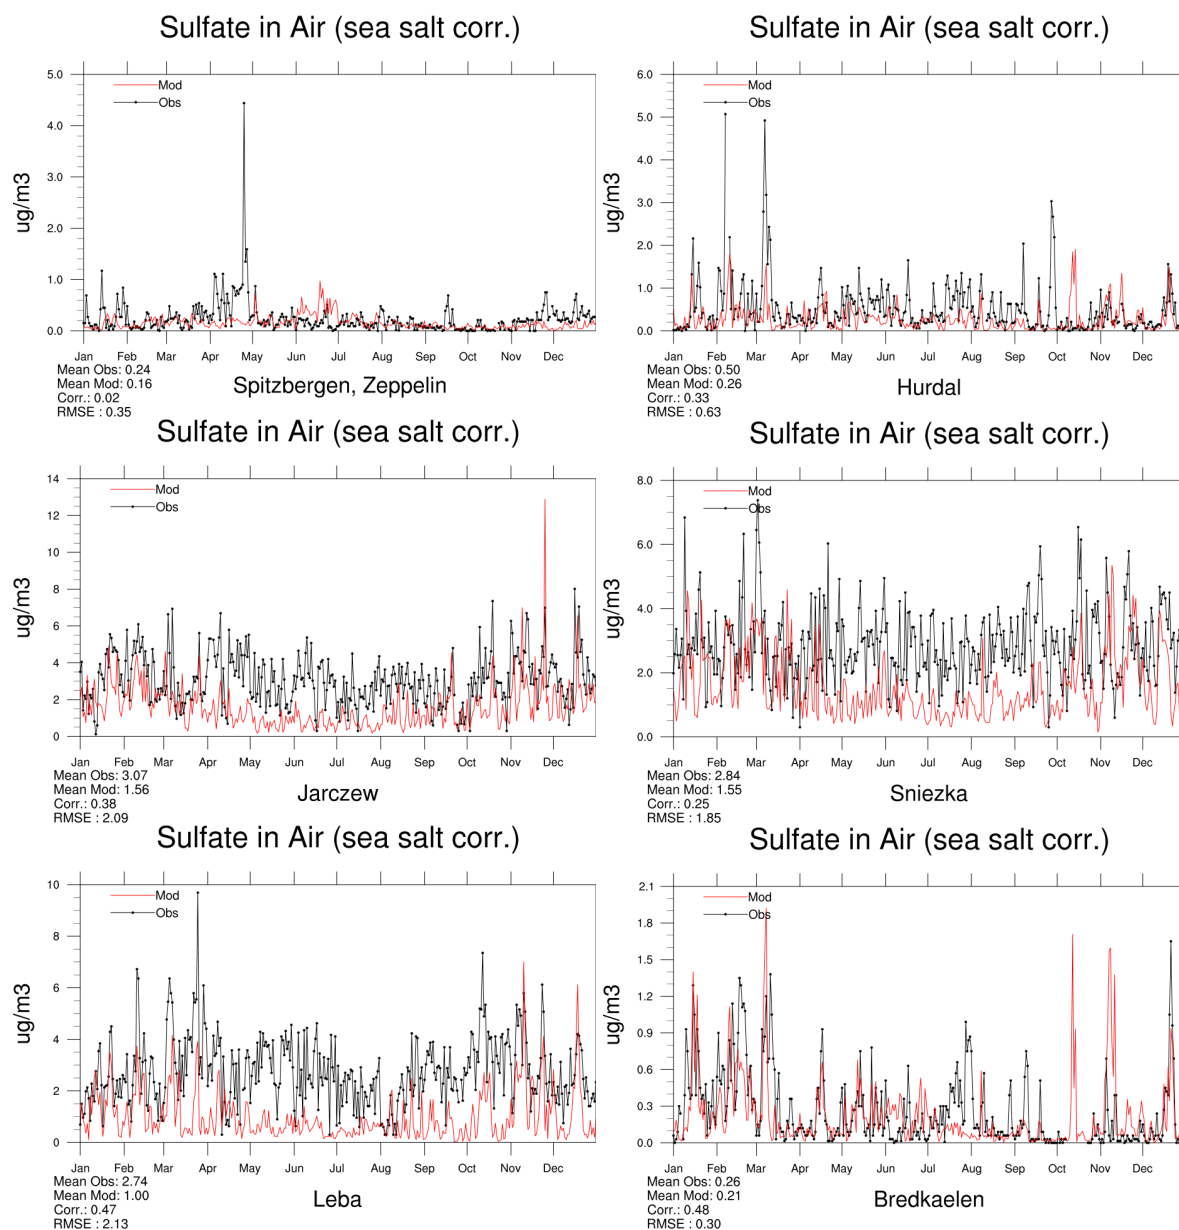 Sulfate in Air (sea salt corr.)
5.0
4.0
3.0
2.0
1.0
0.0
ug/m3
Mod
Obs
Jan Feb Mar Apr May Jun Jul Aug Sep Oct Nov Dec
Mean Obs: 0.24
Mean Mod: 0.16
Corr.: 0.02
RMSE : 0.35
Spitzbergen, Zeppelin
Sulfate in Air (sea salt corr.)
6.0
5.0
4.0
3.0
2.0
1.0
0.0
ug/m3
Mod
Obs
Jan Feb Mar Apr May Jun Jul Aug Sep Oct Nov Dec
Mean Obs: 0.50
Mean Mod: 0.26
Corr.: 0.33
RMSE : 0.63
Hurdal
Sulfate in Air (sea salt corr.)
14
12
10
8
6
4
2
0
ug/m3
Mod
Obs
Jan Feb Mar Apr May Jun Jul Aug Sep Oct Nov Dec
Mean Obs: 3.07
Mean Mod: 1.56
Corr.: 0.38
RMSE : 2.09
Jarczew
Sulfate in Air (sea salt corr.)
8.0
6.0
4.0
2.0
0.0
ug/m3
Mod
Obs
Jan Feb Mar Apr May Jun Jul Aug Sep Oct Nov Dec
Mean Obs: 2.84
Mean Mod: 1.55
Corr.: 0.25
RMSE : 1.85
Sniezka
Sulfate in Air (sea salt corr.)
10
8
6
4
2
0
ug/m3
Mod
Obs
Jan Feb Mar Apr May Jun Jul Aug Sep Oct Nov Dec
Mean Obs: 2.74
Mean Mod: 1.00
Corr.: 0.47
RMSE : 2.13
Leba
Sulfate in Air (sea salt corr.)
2.1
1.8
1.5
1.2
0.9
0.6
0.3
0.0
ug/m3
Mod
Obs
Jan Feb Mar Apr May Jun Jul Aug Sep Oct Nov Dec
Mean Obs: 0.26
Mean Mod: 0.21
Corr.: 0.48
RMSE : 0.30
Bredkaelen